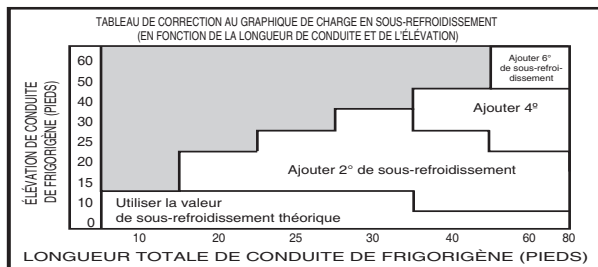 TABLEAU DE CORRECTION AU GRAPHIQUE DE CHARGE EN SOUS-REFROIDISSEMENT
(EN FONCTION DE LA LONGUEUR DE CONDUITE ET DE L'ÉLÉVATION)
ÉLÉVATION DE CONDUITE
DE FRIGORIGÈNE (PIEDS)
60
50
40
30
25
20
15
10
0
Ajouter 6°
de sous-refroi-
dissement
Ajouter 4º
Ajouter 2° de sous-refroidissement
Utiliser la valeur
de sous-refroidissement théorique
10 20 25 30 40 60 80
LONGUEUR TOTALE DE CONDUITE DE FRIGORIGÈNE (PIEDS)